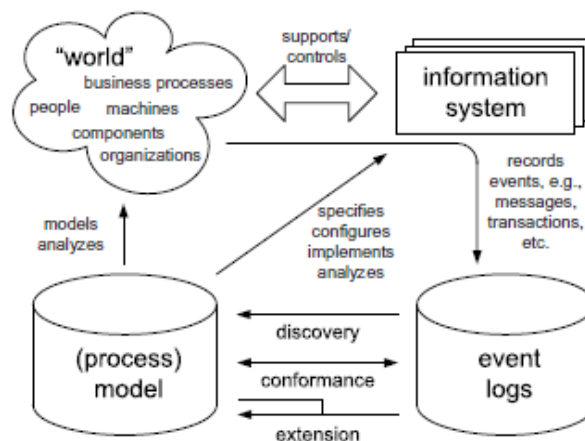 "world"
business processes
people machines
components
organizations
supports/
controls
information
system
models
analyzes
specifies
configures
implements
analyzes
records
events, e.g.,
messages,
transactions,
etc.
(process)
model
discovery
conformance
extension
event
logs